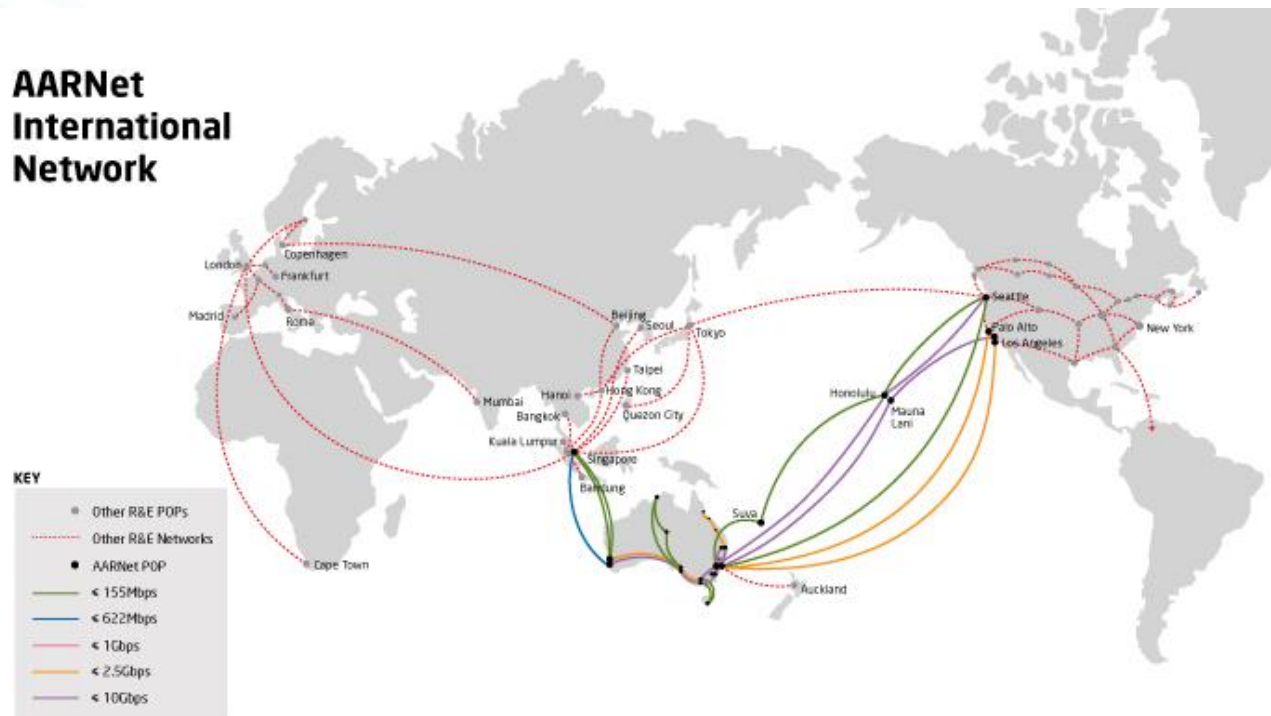 AARNet
International
Network
London
Copenhagen
Frankfurt
Madrid
Roma
Mumbai
Beijing
Seoul
Tokyo
Taipei
Hanoi
Hong Kong
Bangkok
Quezon City
Kuala Lumpur
Singapore
Bandung
Cape Town
Seattle
Palo Alto
Los Angeles
New York
Honolulu
Mauna
Lani
Suva
Auckland
KEY
Other R&E POPs
Other R&E Networks
AARNet POP
≤ 155Mbps
≤ 622Mbps
≤ 1Gbps
≤ 2.5Gbps
≤ 10Gbps